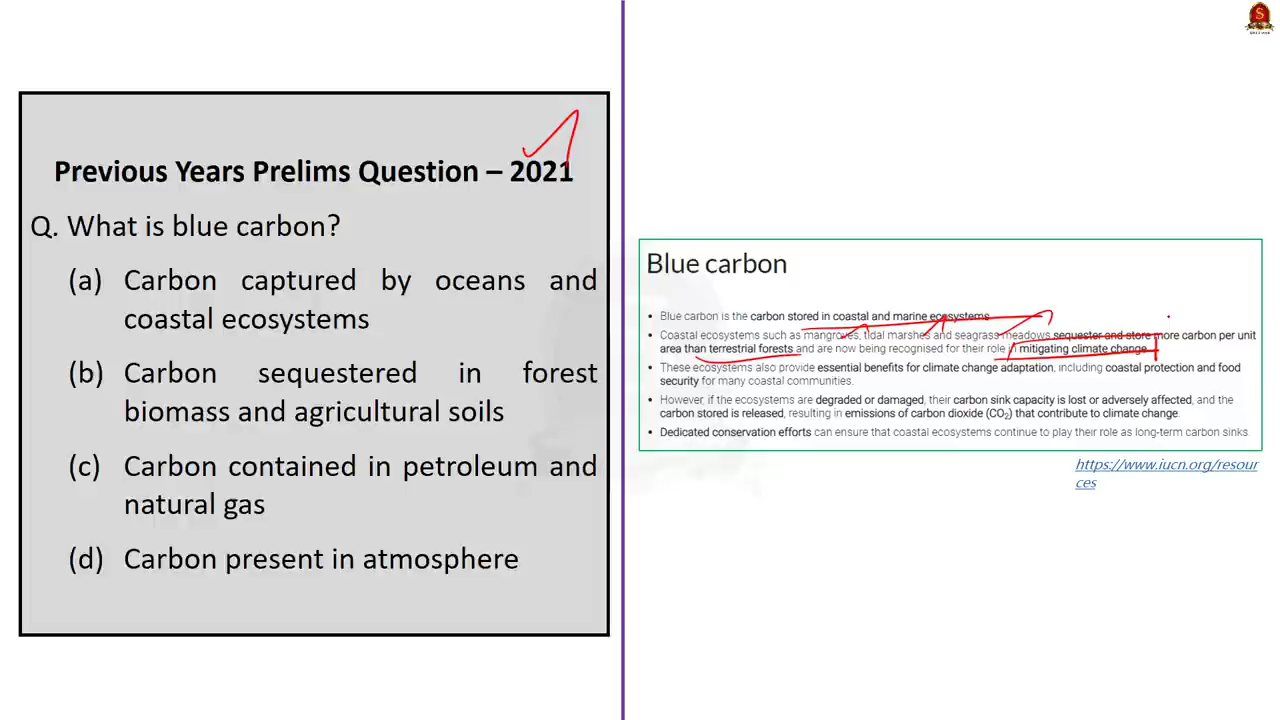 Previous Years Prelims Question – 2021
Q. What is blue carbon?
(a) Carbon captured by oceans and
coastal ecosystems
(b) Carbon sequestered in forest
biomass and agricultural soils
(c) Carbon contained in petroleum and
natural gas
(d) Carbon present in atmosphere
Blue carbon
• Blue carbon is the carbon stored in coastal and marine ecosystems.
• Coastal ecosystems such as mangroves, tidal marshes and seagrass meadows sequester and store more carbon per unit
area than terrestrial forests and are now being recognised for their role in mitigating climate change.
• These ecosystems also provide essential benefits for climate change adaptation, including coastal protection and food
security for many coastal communities.
• However, if the ecosystems are degraded or damaged, their carbon sink capacity is lost or adversely affected, and the
carbon stored is released, resulting in emissions of carbon dioxide (CO₂) that contribute to climate change.
• Dedicated conservation efforts can ensure that coastal ecosystems continue to play their role as long-term carbon sinks.
https://www.iucn.org/resour
ces